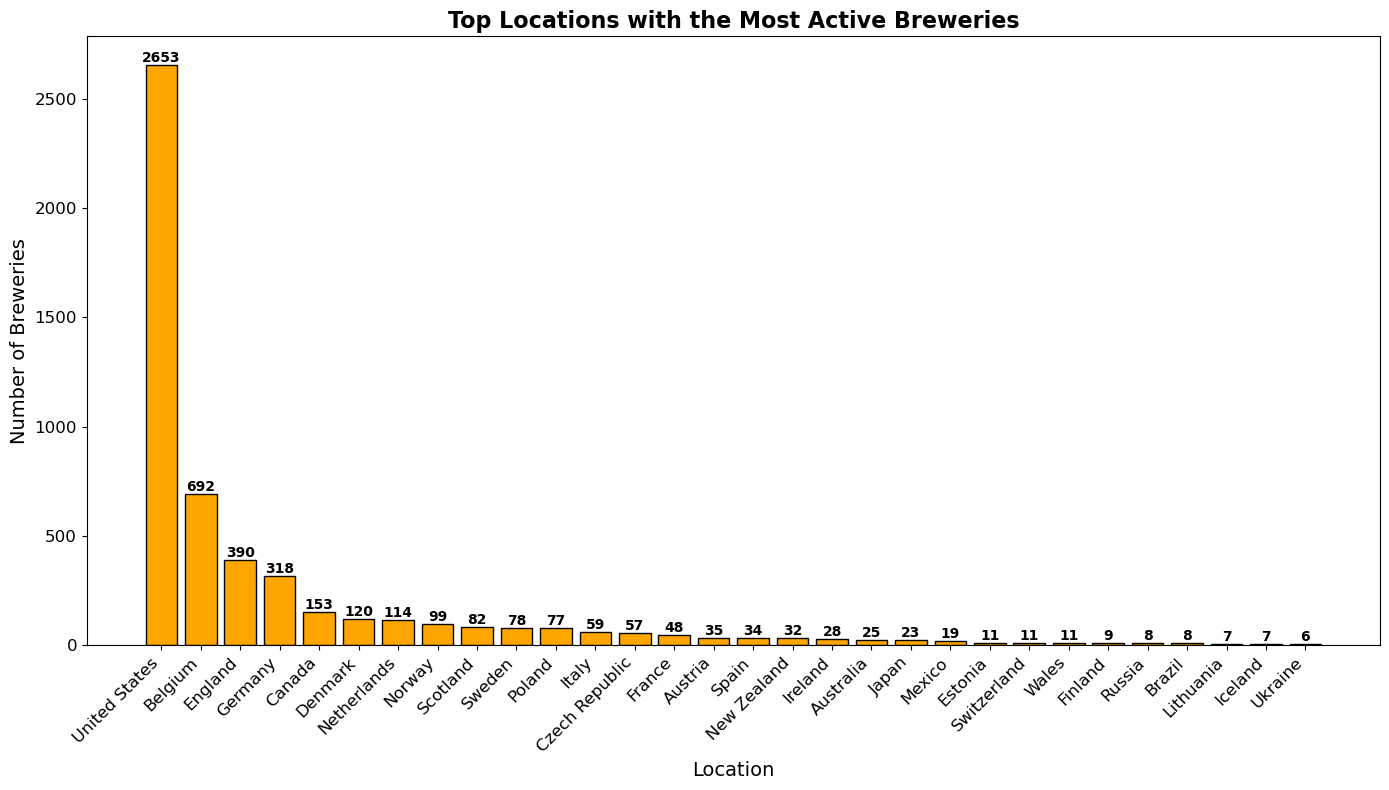 Top Locations with the Most Active Breweries
Number of Breweries
2500
2000
1500
1000
500
0
2653
692
390
318
153
120
114
99
82
78
77
59
57
48
35
34
32
28
25
23
19
11
11
11
9
8
8
7
7
6
United States
Belgium
England
Germany
Canada
Denmark
Netherlands
Norway
Scotland
Sweden
Poland
Italy
Czech Republic
France
Austria
Spain
New Zealand
Ireland
Australia
Japan
Mexico
Estonia
Switzerland
Wales
Finland
Russia
Brazil
Lithuania
Iceland
Ukraine
Location